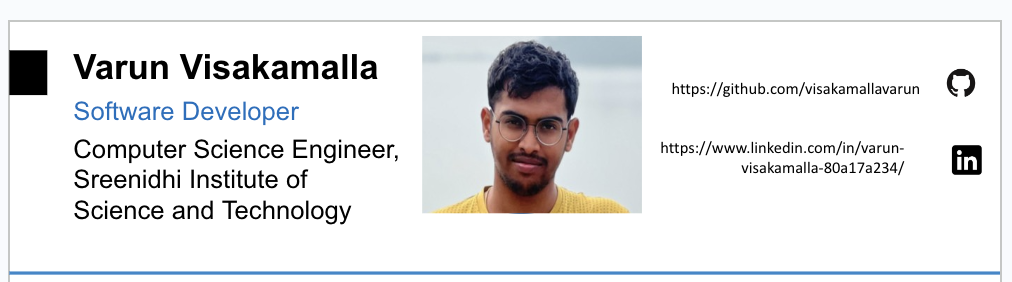 Varun Visakamalla
Software Developer
Computer Science Engineer,
Sreenidhi Institute of
Science and Technology
https://github.com/visakamallavarun
https://www.linkedin.com/in/varun-
visakamalla-80a17a234/
in